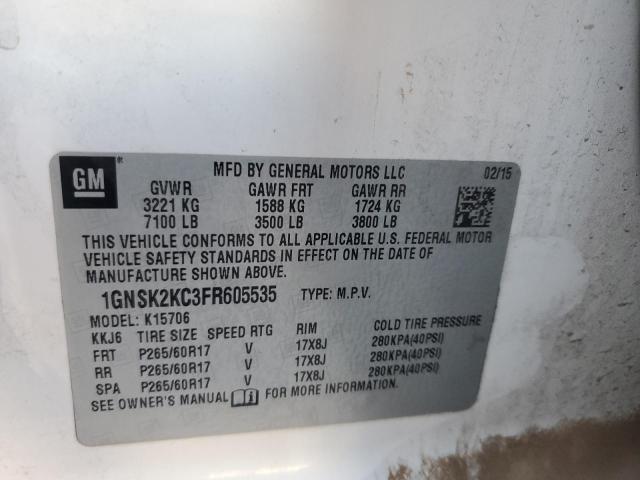 GM
MFD BY GENERAL MOTORS LLC 02/15
GVWR GAWR FRT GAWR RR
3221 KG 1588 KG 1724 KG
7100 LB 3500 LB 3800 LB
THIS VEHICLE CONFORMS TO ALL APPLICABLE U.S. FEDERAL MOTOR
VEHICLE SAFETY STANDARDS IN EFFECT ON THE DATE OF
MANUFACTURE SHOWN ABOVE.
1GNSK2KC3FR605535 TYPE: M.P.V.
MODEL: K15706
KKJ6 TIRE SIZE SPEED RTG RIM COLD TIRE PRESSURE
FRT P265/60R17 V 17X8J 280KPA(40PSI)
RR P265/60R17 V 17X8J 280KPA(40PSI)
SPA P265/60R17 V 17X8J 280KPA(40PSI)
SEE OWNER'S MANUAL FOR MORE INFORMATION.